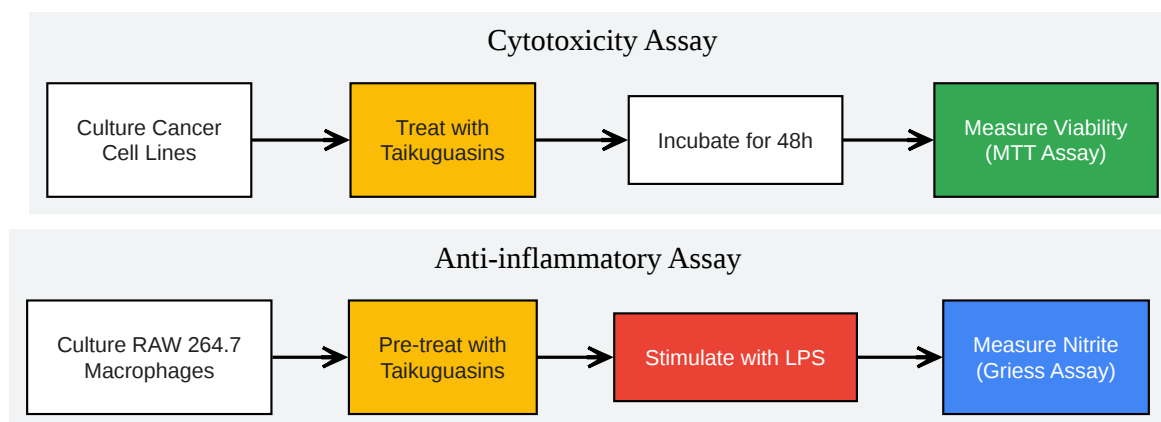 Cytotoxicity Assay
Culture Cancer
Cell Lines
Treat with
Taikuguasins
Incubate for 48h
Measure Viability
(MTT Assay)
Anti-inflammatory Assay
Culture RAW 264.7
Macrophages
Pre-treat with
Taikuguasins
Stimulate with LPS
Measure Nitrite
(Griess Assay)